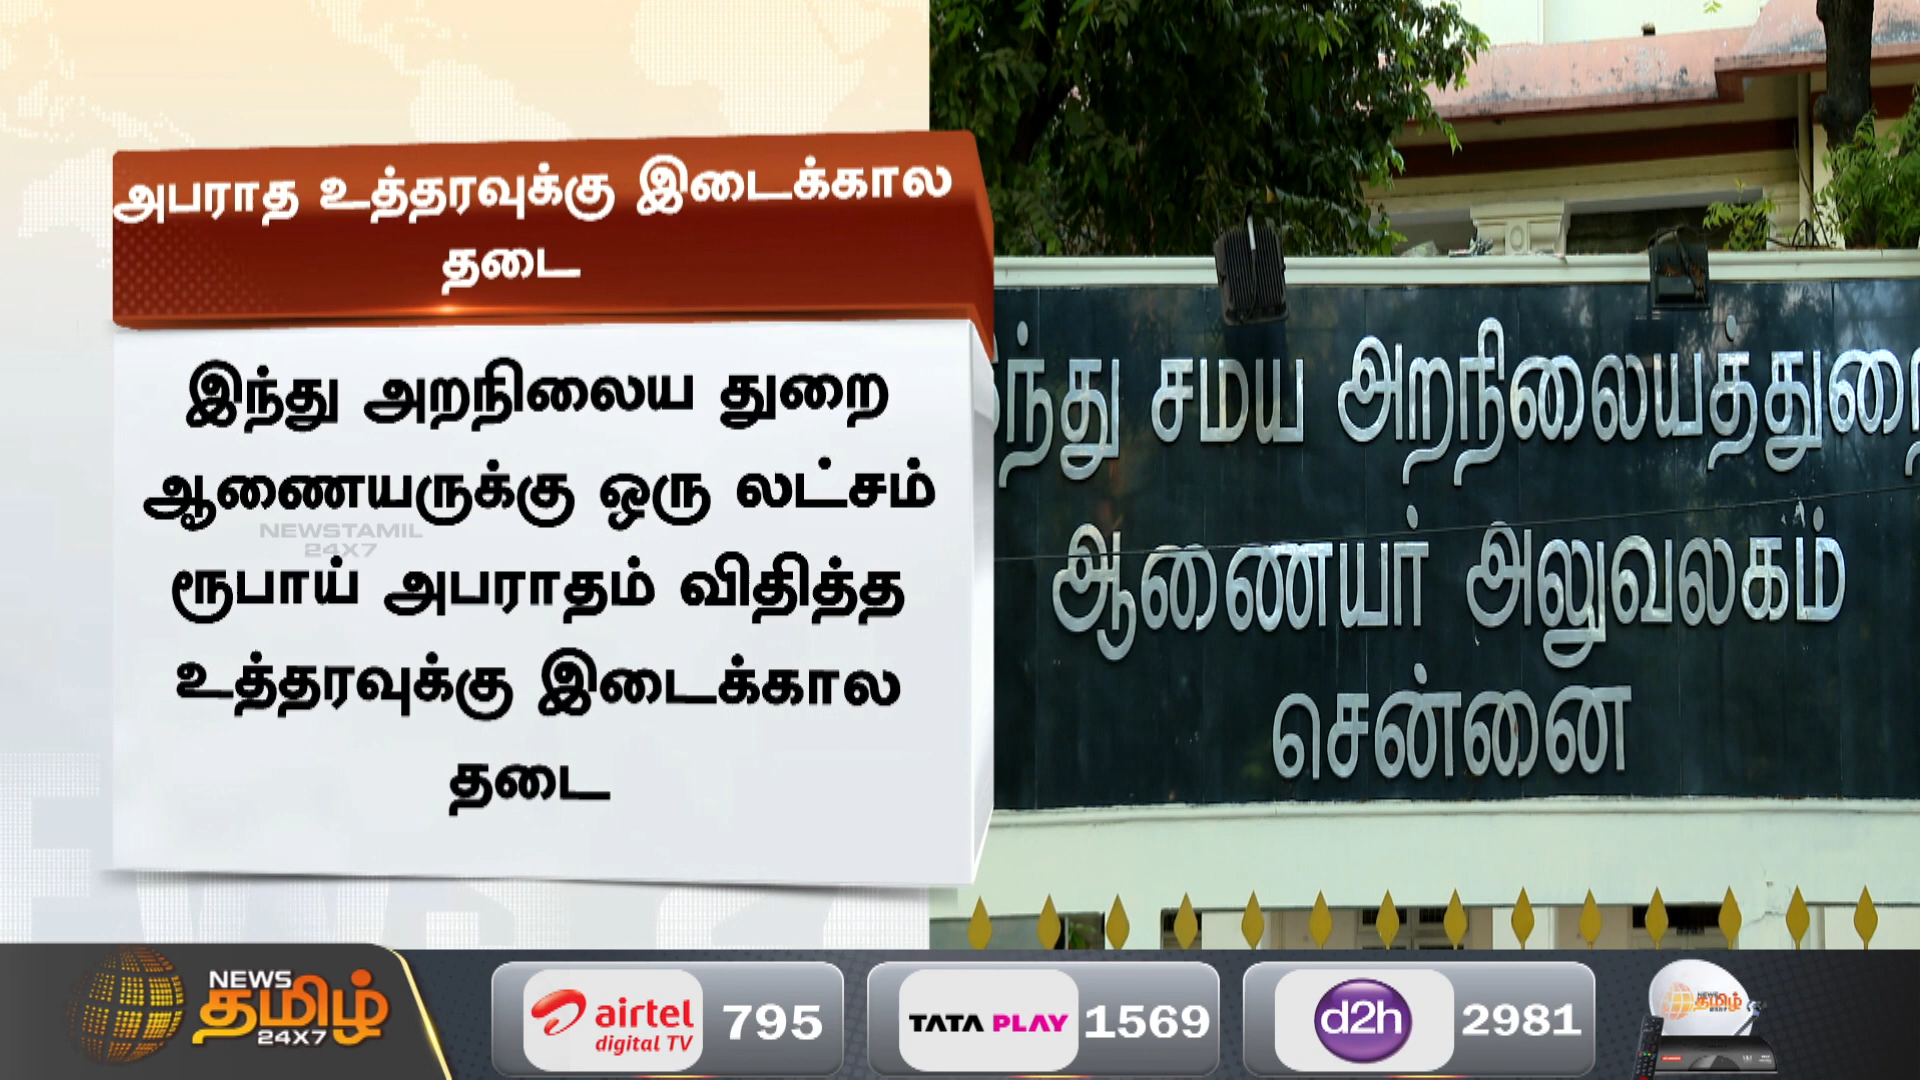 அபராத உத்தரவுக்கு இடைக்கால
தடை
இந்து அறநிலைய துறை
ஆணையருக்கு ஒரு லட்சம்
ரூபாய் அபராதம் விதித்த
உத்தரவுக்கு இடைக்கால
தடை
NEWSTAMIL
24X7
இந்து சமய அறநிலையத்துறை
ஆணையர் அலுவலகம்
சென்னை
NEWS
தமிழ்
24X7
airtel
digital TV
795
TATA PLAY
1569
d2h
2981